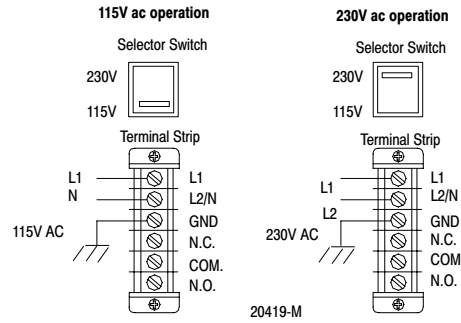 115V ac operation
Selector Switch
230V
115V
Terminal Strip
L1
N
115V AC
L1
L2/N
GND
N.C.
COM.
N.O.
230V ac operation
Selector Switch
230V
115V
Terminal Strip
L1
L2
230V AC
L1
L2/N
GND
N.C.
COM
N.O.
20419-M